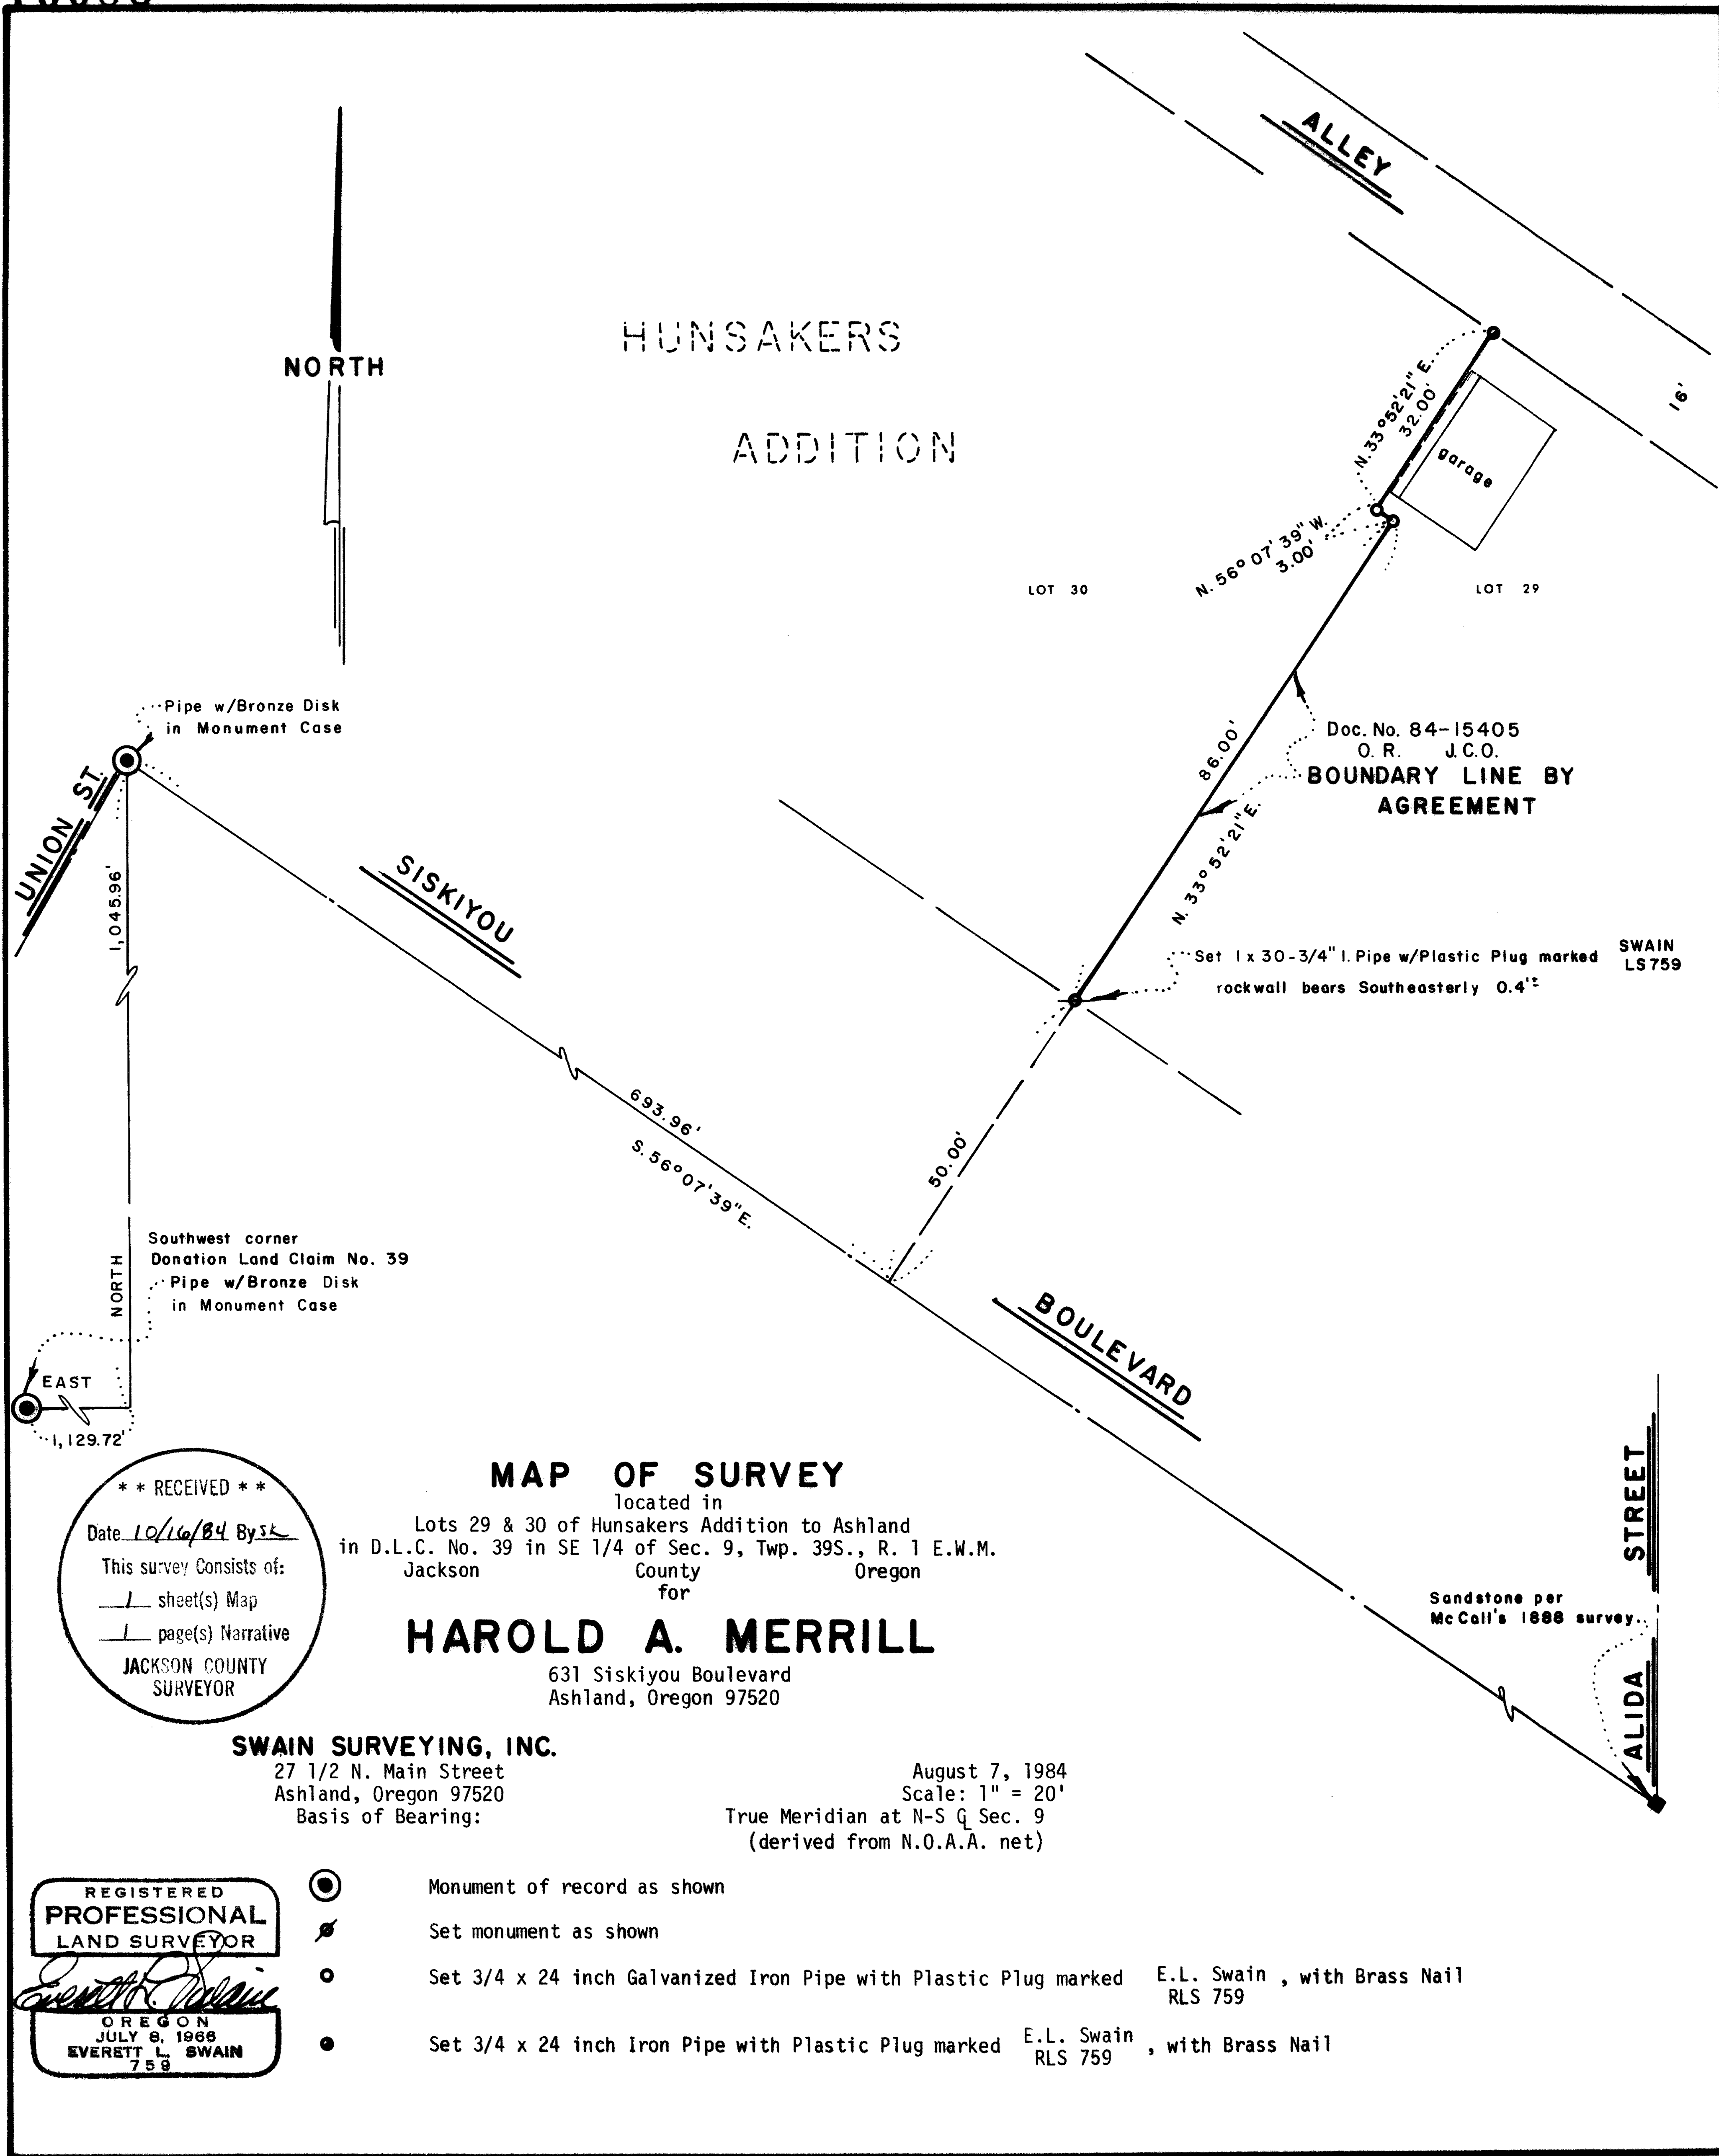 ALLEY
16'
HUNSAKERS
ADDITION
NORTH
N. 33° 52' 21" E.
32.00'
garage
N. 56° 07' 39" W.
3.00'
LOT 30
LOT 29
Pipe w/Bronze Disk
in Monument Case
UNION ST.
1,045.96'
SISKIYOU
86.00'
N. 33° 52' 21" E.
Doc. No. 84-15405
O. R. J.C.O.
BOUNDARY LINE BY
AGREEMENT
Set 1 x 30-3/4" I. Pipe w/Plastic Plug marked SWAIN
LS759
rockwall bears Southeasterly 0.4'±
693.96'
S. 56° 07' 39" E.
50.00'
Southwest corner
Donation Land Claim No. 39
Pipe w/Bronze Disk
in Monument Case
NORTH
EAST
1,129.72'
BOULEVARD
ALIDA STREET
Sandstone per
McCall's 1888 survey.
* * RECEIVED * *
Date 10/16/84 By SK
This survey Consists of:
1 sheet(s) Map
1 page(s) Narrative
JACKSON COUNTY
SURVEYOR
MAP OF SURVEY
located in
Lots 29 & 30 of Hunsakers Addition to Ashland
in D.L.C. No. 39 in SE 1/4 of Sec. 9, Twp. 39S., R. 1 E.W.M.
Jackson County Oregon
for
HAROLD A. MERRILL
631 Siskiyou Boulevard
Ashland, Oregon 97520
SWAIN SURVEYING, INC.
27 1/2 N. Main Street
Ashland, Oregon 97520
Basis of Bearing:
August 7, 1984
Scale: 1" = 20'
True Meridian at N-S ℄ Sec. 9
(derived from N.O.A.A. net)
REGISTERED
PROFESSIONAL
LAND SURVEYOR
Everett L. Swain
OREGON
JULY 8, 1966
EVERETT L. SWAIN
759
Monument of record as shown
Set monument as shown
Set 3/4 x 24 inch Galvanized Iron Pipe with Plastic Plug marked E.L. Swain , with Brass Nail
RLS 759
Set 3/4 x 24 inch Iron Pipe with Plastic Plug marked E.L. Swain , with Brass Nail
RLS 759